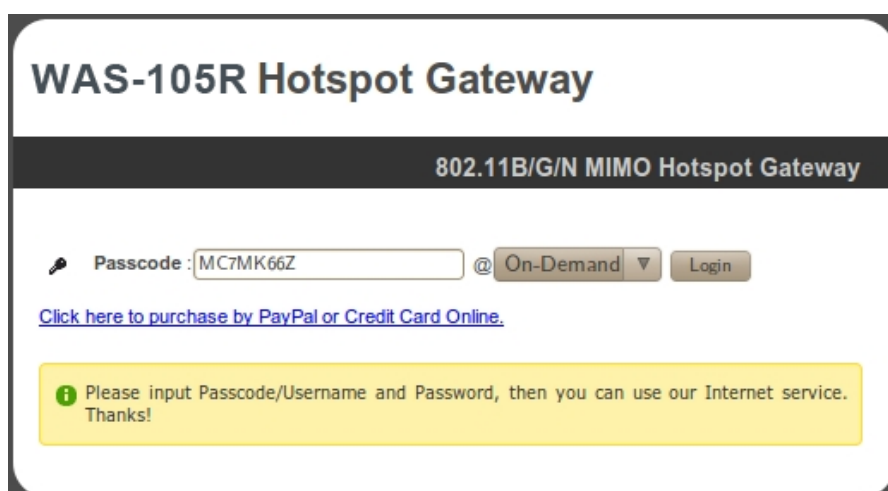 WAS-105R Hotspot Gateway
802.11B/G/N MIMO Hotspot Gateway
Passcode : MC7MK66Z @ On-Demand Login
Click here to purchase by PayPal or Credit Card Online.
Please input Passcode/Username and Password, then you can use our Internet service.
Thanks!